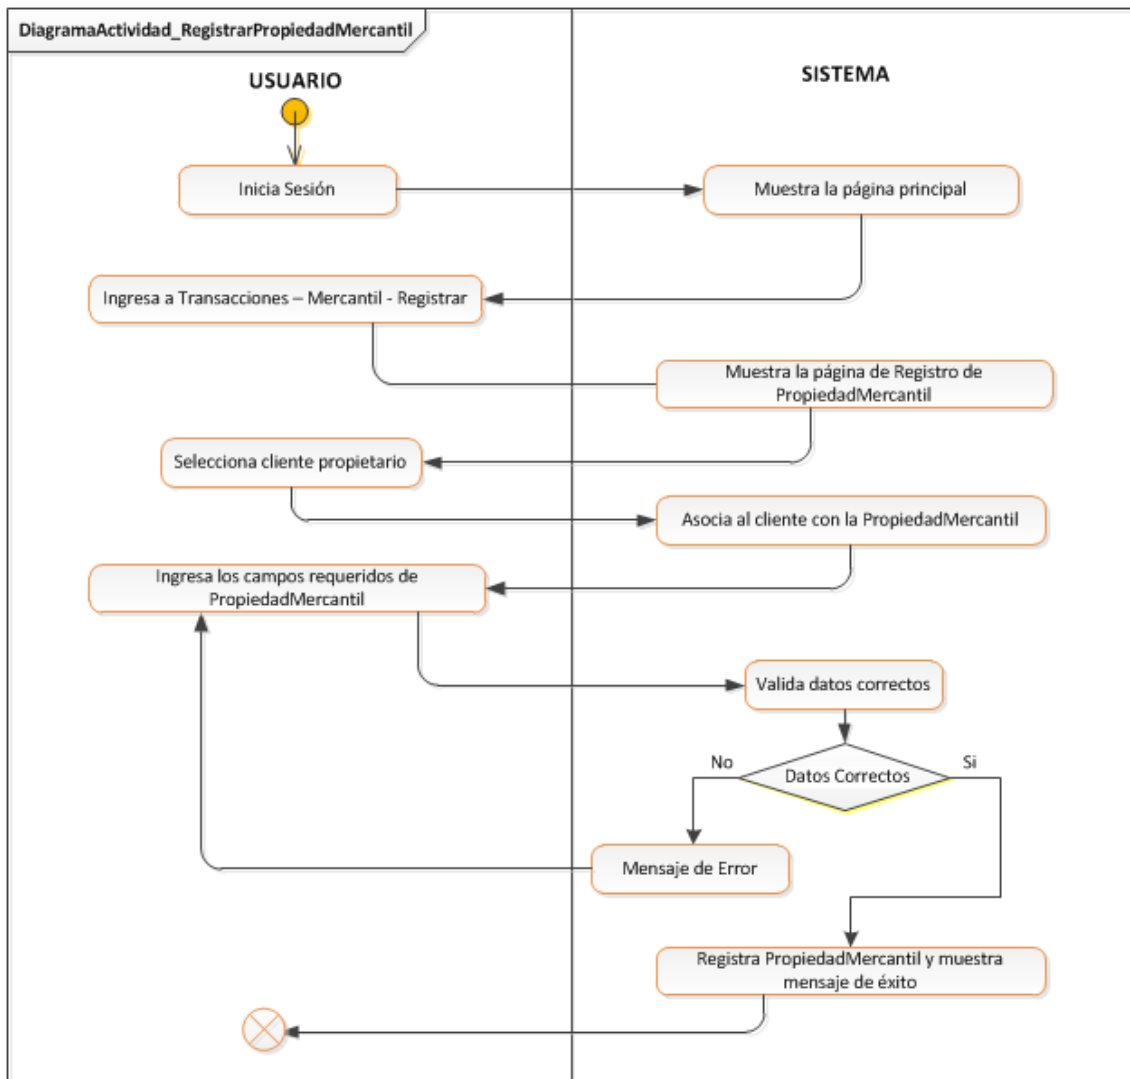 DiagramaActividad_RegistrarPropiedadMercantil
USUARIO
SISTEMA
Inicia Sesión
Muestra la página principal
Ingresa a Transacciones – Mercantil - Registrar
Muestra la página de Registro de
PropiedadMercantil
Selecciona cliente propietario
Asocia al cliente con la PropiedadMercantil
Ingresa los campos requeridos de
PropiedadMercantil
Valida datos correctos
No
Datos Correctos
Si
Mensaje de Error
Registra PropiedadMercantil y muestra
mensaje de éxito